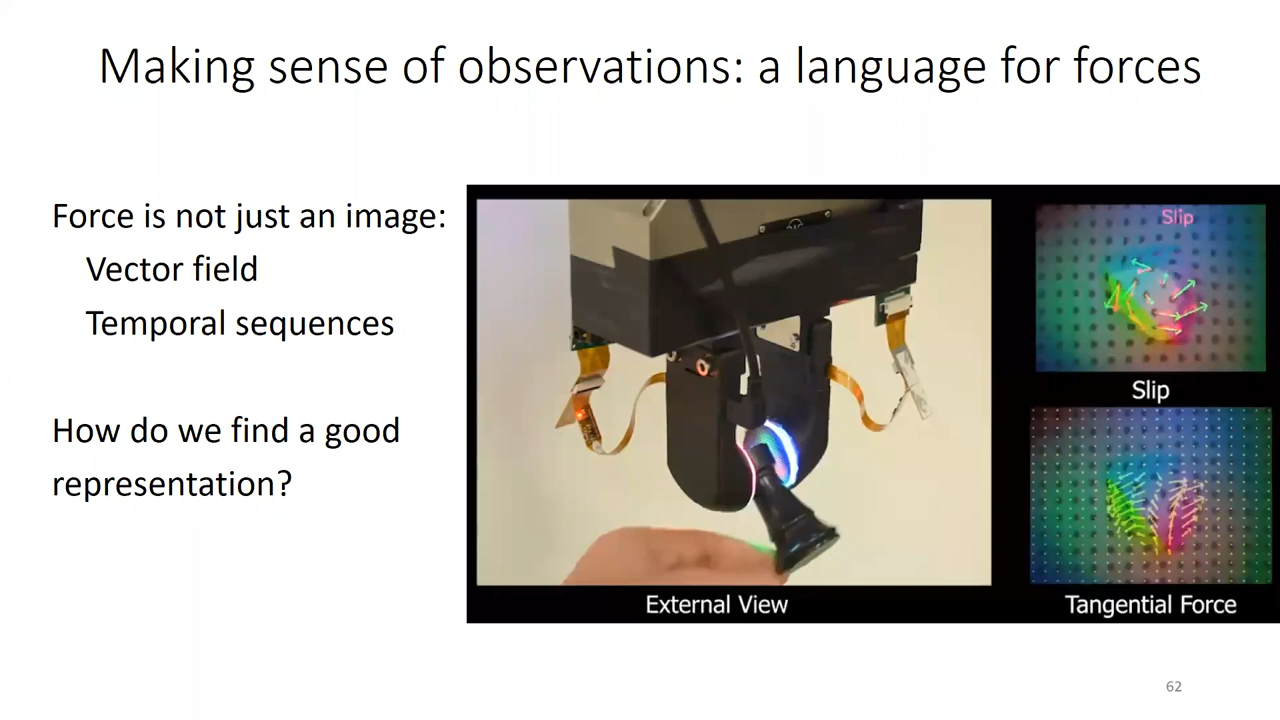 Making sense of observations: a language for forces
Force is not just an image:
Vector field
Temporal sequences
How do we find a good
representation?
Slip
Slip
External View
Tangential Force
62